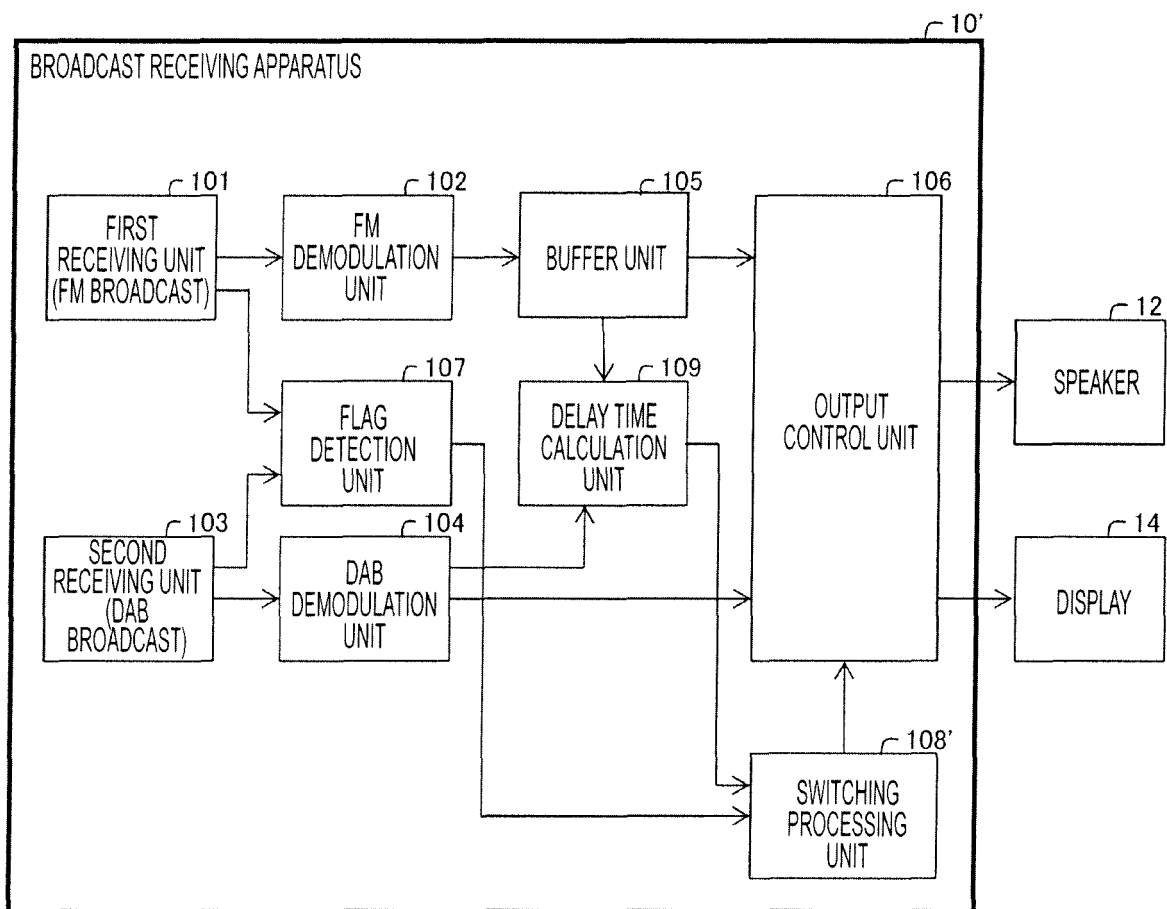 10'
BROADCAST RECEIVING APPARATUS
101
FIRST
RECEIVING UNIT
(FM BROADCAST)
102
FM
DEMODULATION
UNIT
105
BUFFER UNIT
106
OUTPUT
CONTROL UNIT
12
SPEAKER
107
FLAG
DETECTION
UNIT
109
DELAY TIME
CALCULATION
UNIT
103
SECOND
RECEIVING UNIT
(DAB
BROADCAST)
104
DAB
DEMODULATION
UNIT
14
DISPLAY
108'
SWITCHING
PROCESSING
UNIT